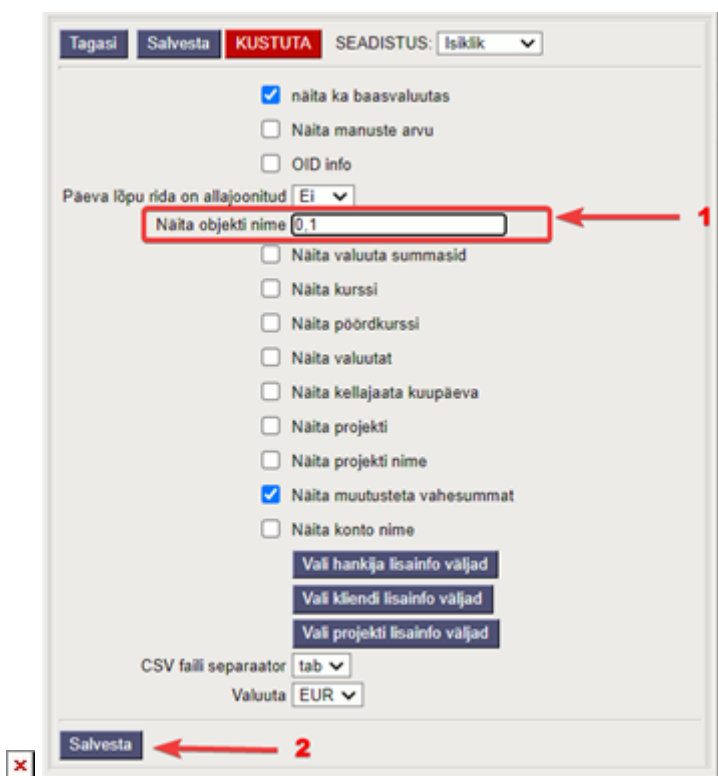 Tagasi Salvesta KUSTUTA SEADISTUS: Isiklik
näita ka baasvaluutas
Näita manuste arvu
OID info
Päeva lõpu rida on allajoonitud Ei
Näita objekti nime 0,1 1
Näita valuuta summasid
Näita kurssi
Näita pöördkurssi
Näita valuutat
Näita kellajaata kuupäeva
Näita projekti
Näita projekti nime
Näita muutusteta vahesummat
Näita konto nime
Vali hankija lisainfo väljad
Vali kliendi lisainfo väljad
Vali projekti lisainfo väljad
CSV faili separaator tab
Valuuta EUR
Salvesta 2